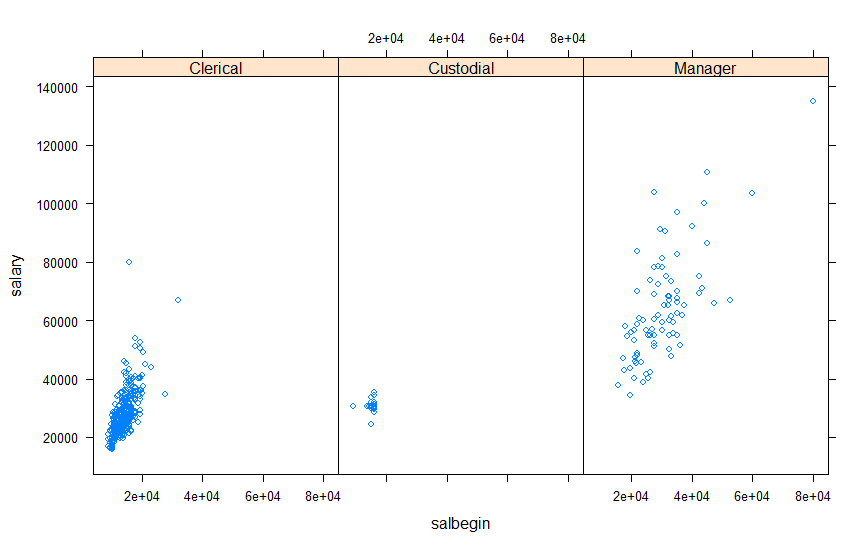 2e+04 4e+04 6e+04 8e+04
Clerical Custodial Manager
140000
120000
100000
80000
60000
40000
20000
salary
2e+04 4e+04 6e+04 8e+04 2e+04 4e+04 6e+04 8e+04
salbegin